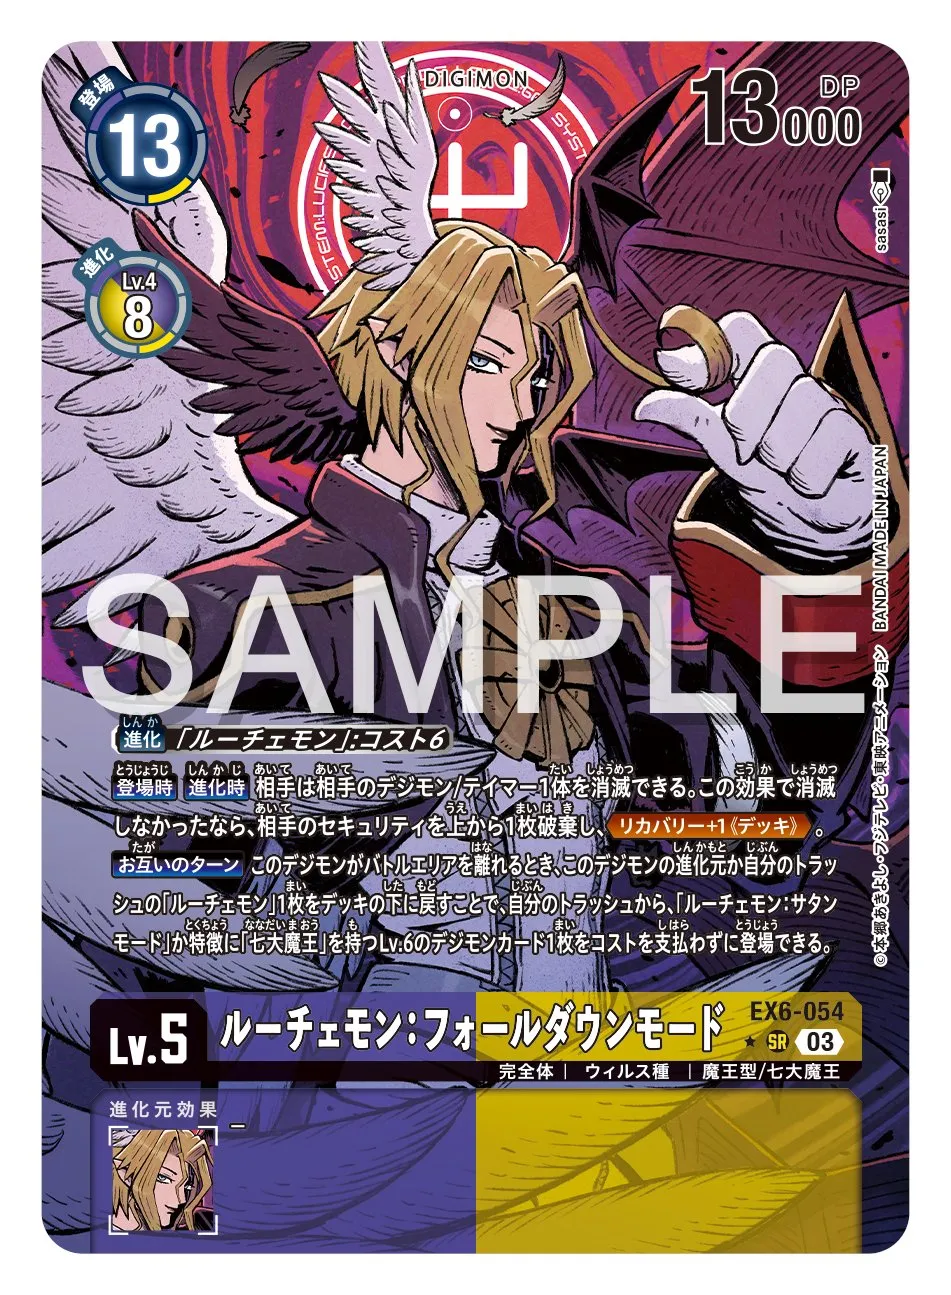 登場
13
DIGIMON
13000
DP
進化
Lv.4
8
sasasi
BANDAI MADE IN JAPAN
©本郷あきよし・フジテレビ・東映アニメーション
SAMPLE
進化 「ルーチェモン」:コスト6
登場時 進化時 相手は相手のデジモン/テイマー1体を消滅できる。この効果で消滅
しなかったなら、相手のセキュリティを上から1枚破棄し、リカバリー+1《デッキ》。
お互いのターン このデジモンがバトルエリアを離れるとき、このデジモンの進化元か自分のトラッ
シュの「ルーチェモン」1枚をデッキの下に戻すことで、自分のトラッシュから、「ルーチェモン:サタン
モード」か特徴に「七大魔王」を持つLv.6のデジモンカード1枚をコストを支払わずに登場できる。
Lv.5
ルーチェモン:フォールダウンモード
EX6-054
SR 03
完全体 | ウィルス種 | 魔王型/七大魔王
進化元効果
–